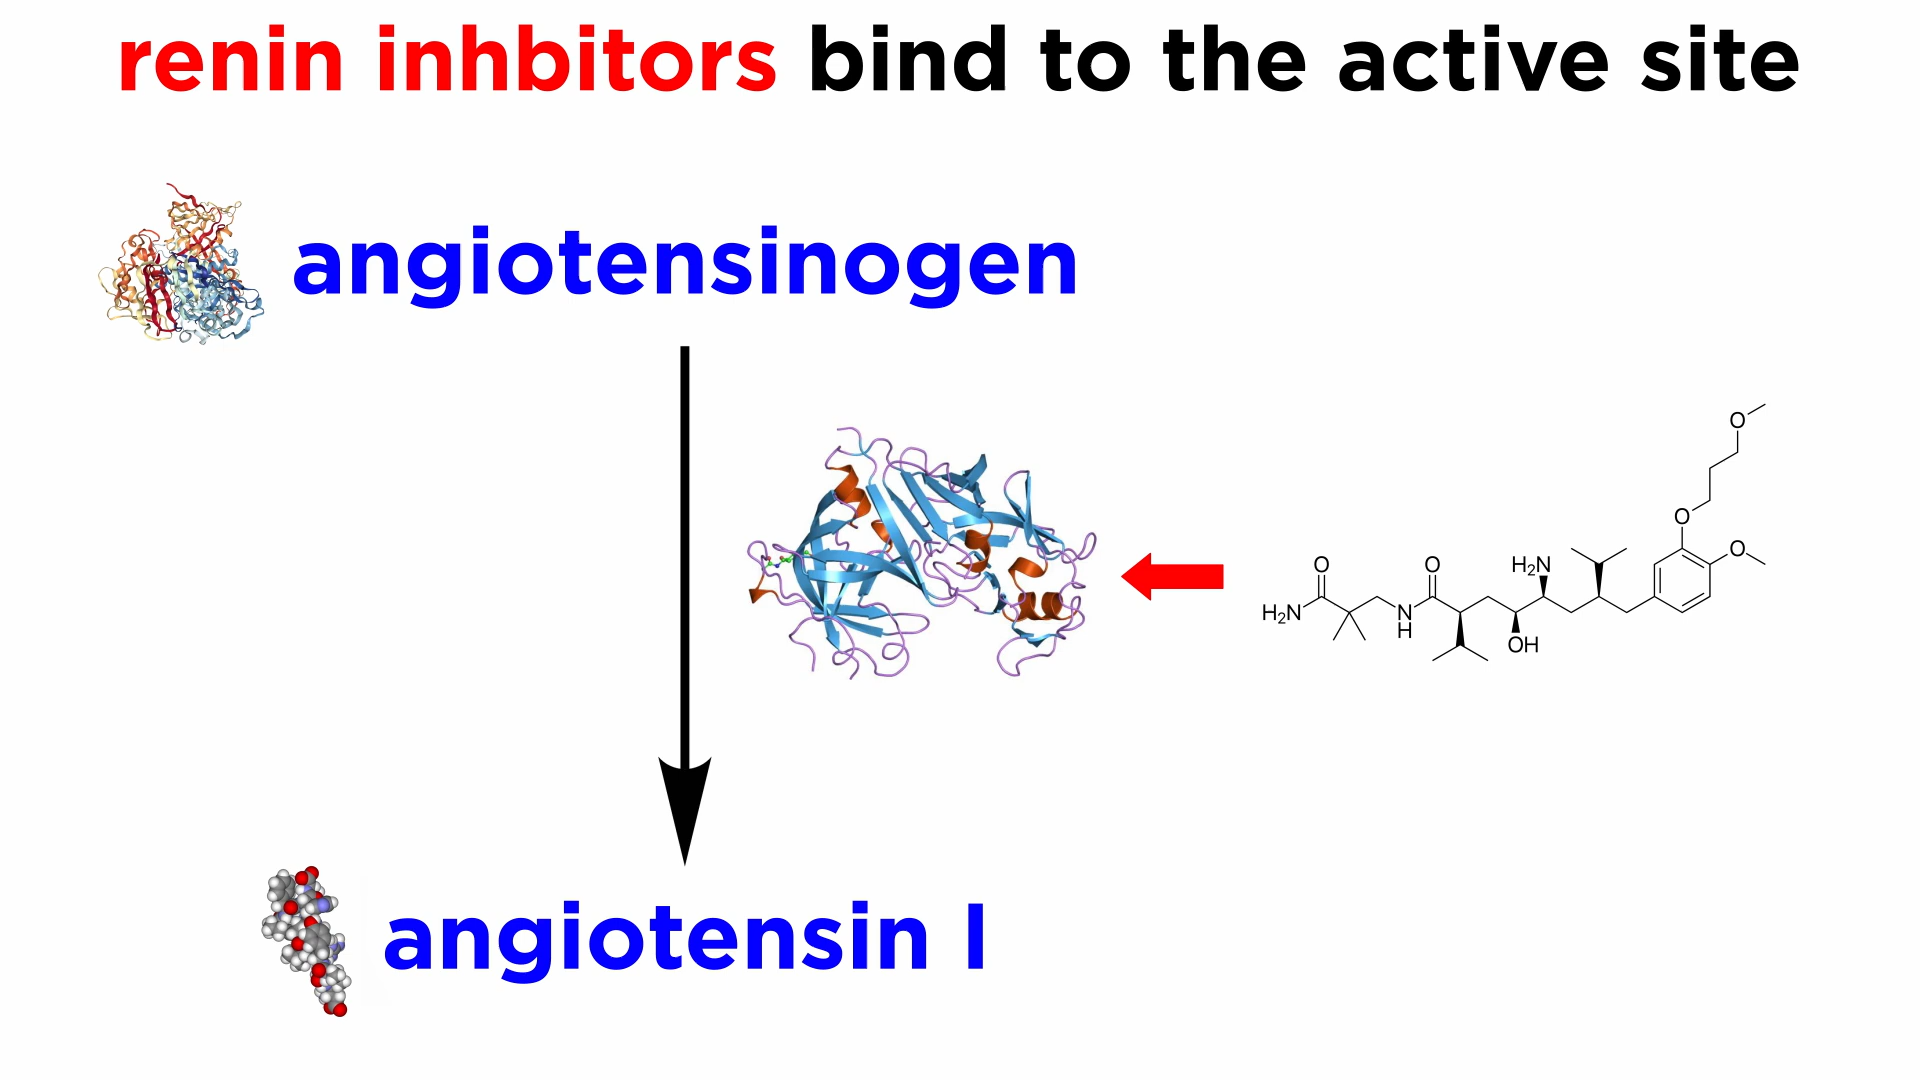 renin inhbitors bind to the active site
angiotensinogen
O
O
O
H₂N
O
O
O
H₂N
N
H
OH
angiotensin I